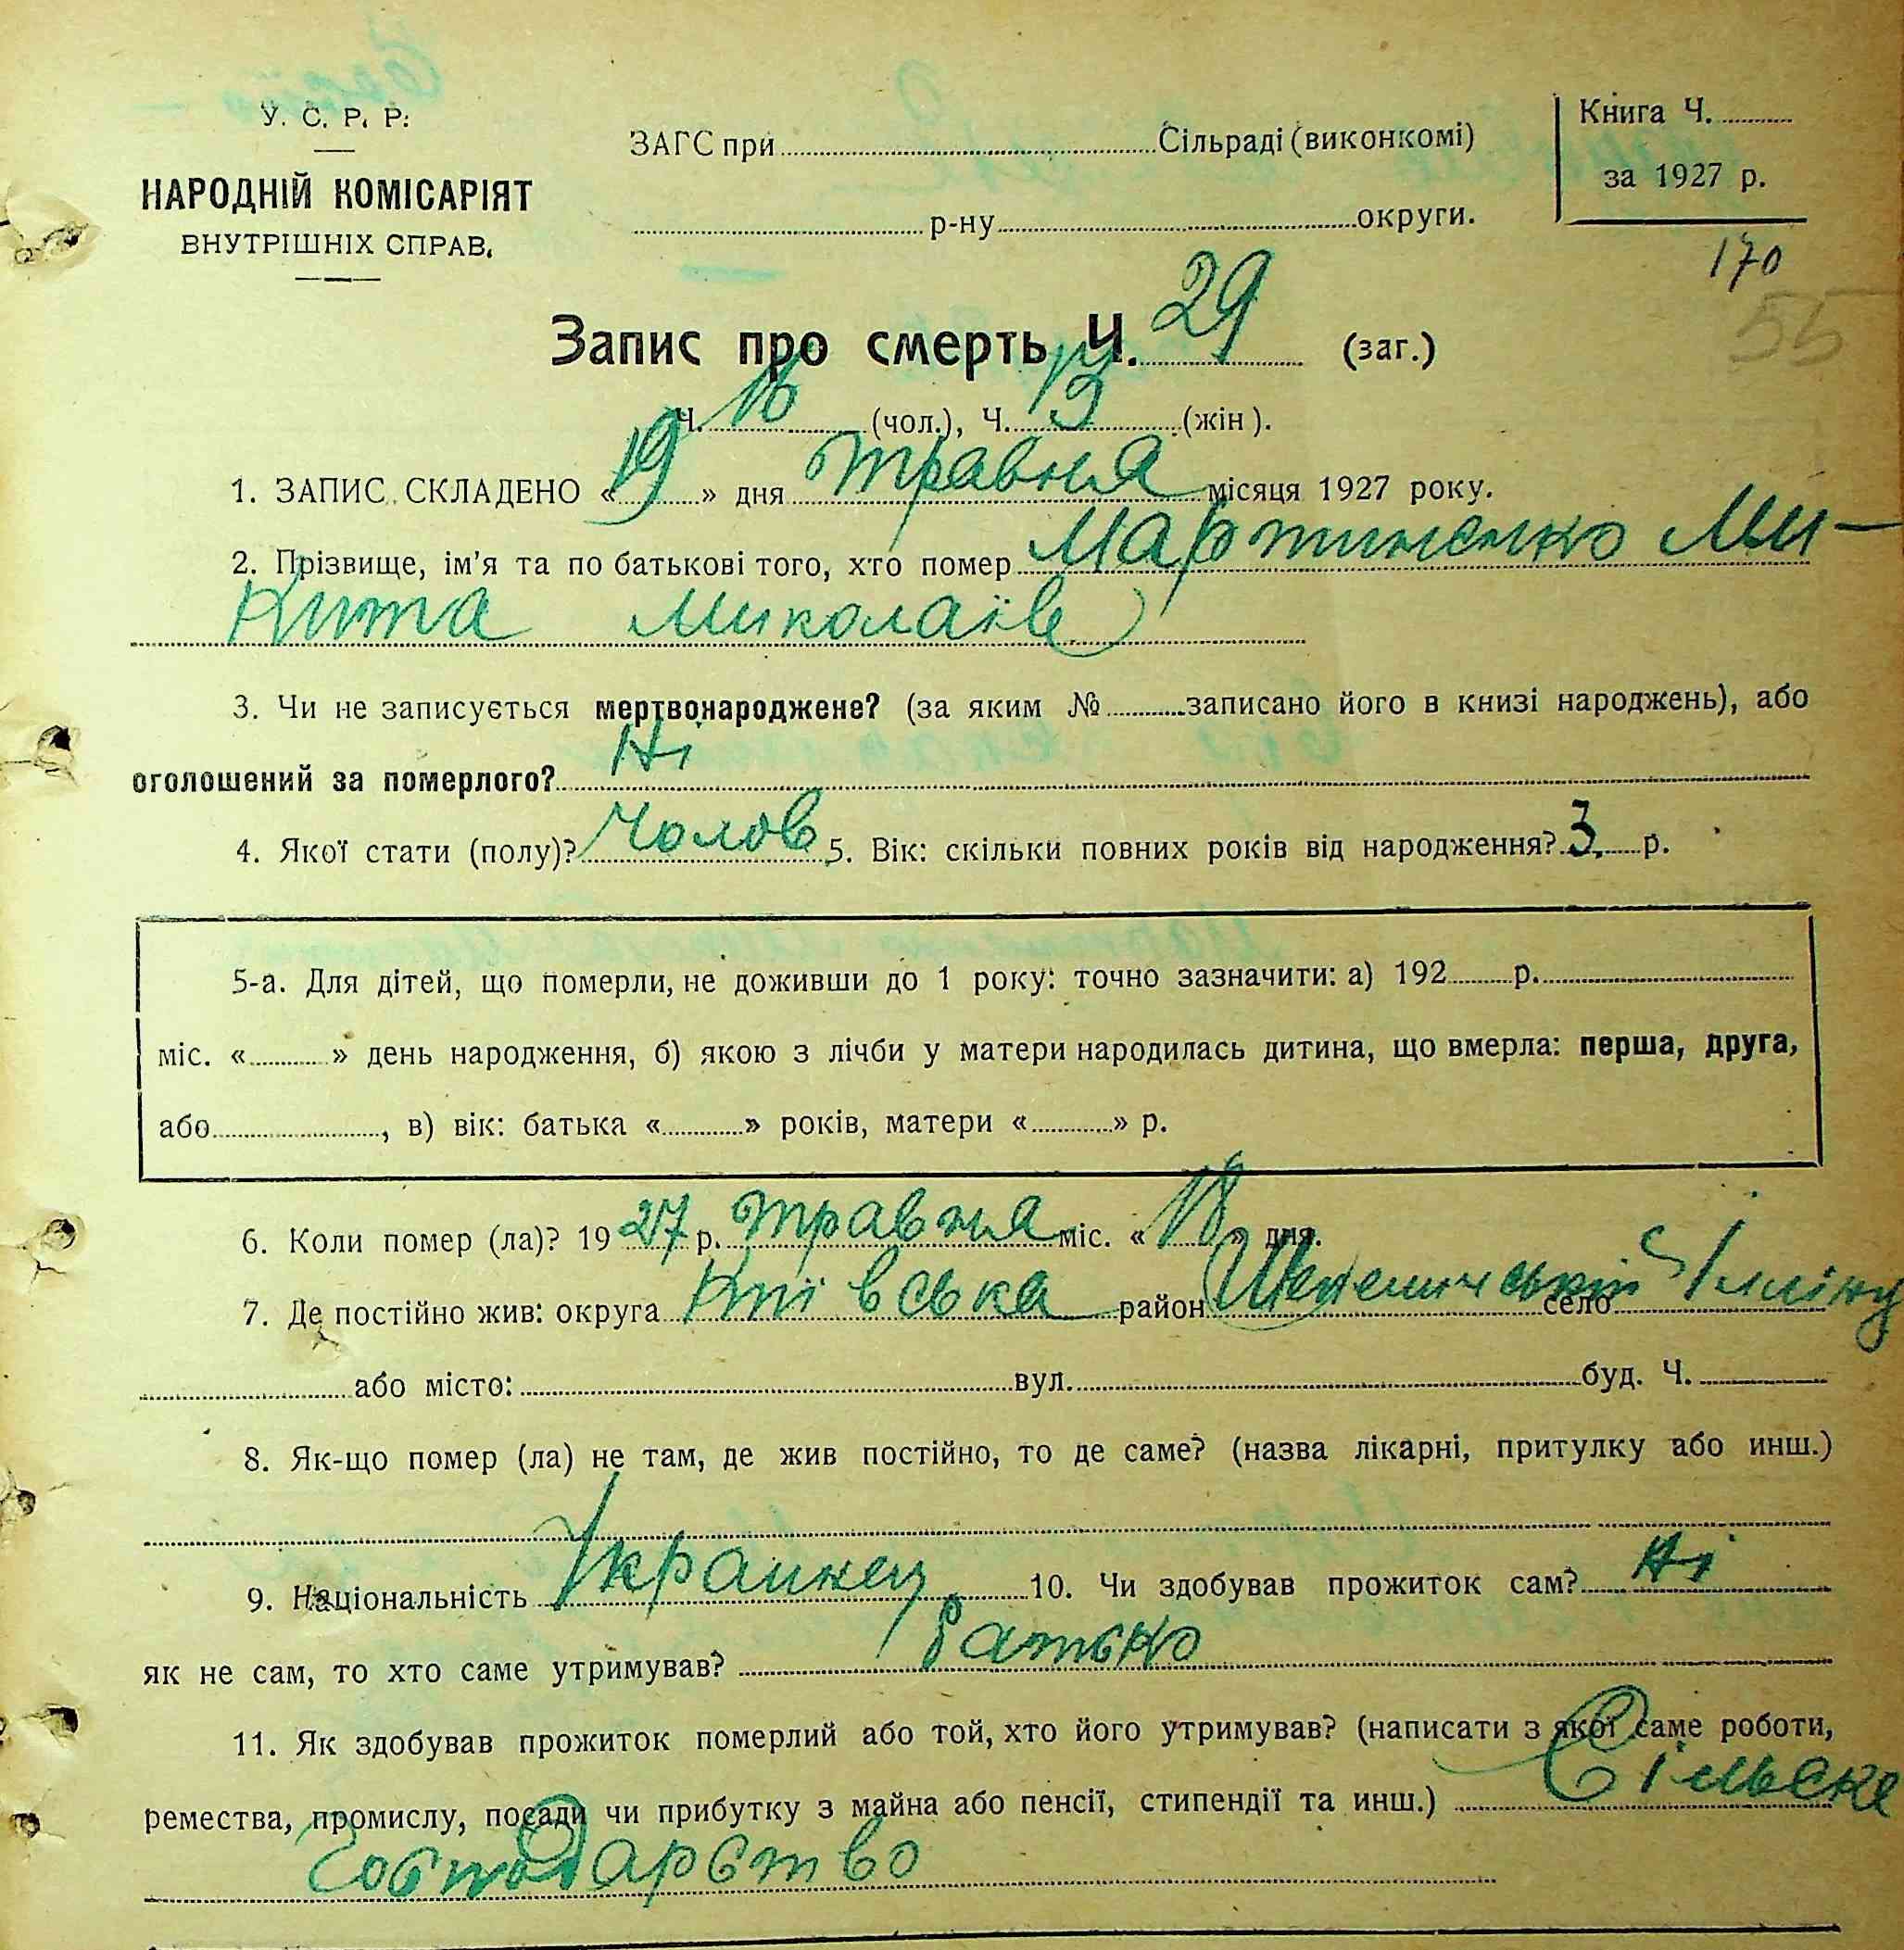 У. С. Р. Р.
НАРОДНІЙ КОМІСАРІЯТ
ВНУТРІШНІХ СПРАВ.
ЗАГС при Сільраді (виконкомі)
р-ну округи.
Книга Ч.
за 1927 р.
170
55
Запис про смерть Ч. 29 (заг.)
Ч. 16 (чол.), Ч. 13 (жін).
1. ЗАПИС СКЛАДЕНО «19» дня травня місяця 1927 року.
2. Прізвище, ім'я та по батькові того, хто помер Мартиненко Ми-
кита Миколаїв
3. Чи не записується мертвонароджене? (за яким № записано його в книзі народжень), або
оголошений за померлого? Ні
4. Якої стати (полу)? Чолов 5. Вік: скільки повних років від народження? 3 р.
5-а. Для дітей, що померли, не доживши до 1 року: точно зазначити: а) 192 р.
міс. « » день народження, б) якою з лічби у матери народилась дитина, що вмерла: перша, друга,
або , в) вік: батька « » років, матери « » р.
6. Коли помер (ла)? 1927 р. травня міс. «18» дня.
7. Де постійно жив: округа Київська район село
або місто: вул. буд. Ч.
8. Як-що помер (ла) не там, де жив постійно, то де саме? (назва лікарні, притулку або инш.)
9. Національність Украинец 10. Чи здобував прожиток сам? Ні
як не сам, то хто саме утримував? батько
11. Як здобував прожиток померлий або той, хто його утримував? (написати з якої саме роботи,
ремества, промислу, посади чи прибутку з майна або пенсії, стипендії та инш.) Сільске
Господарство